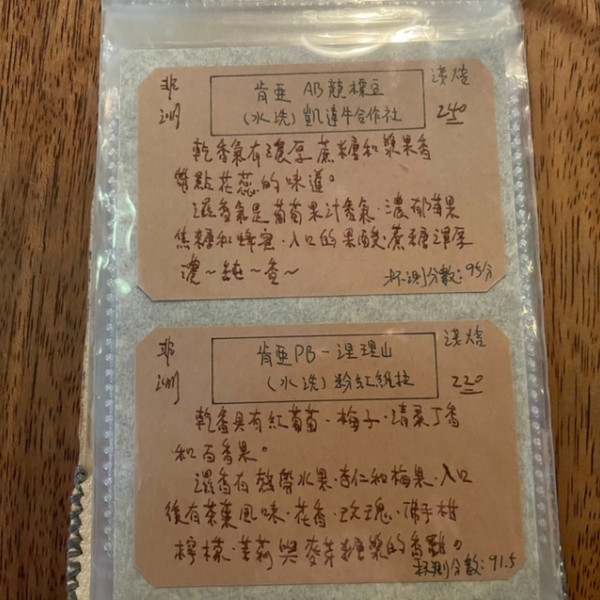 非洲
肯亞 AB競標豆
(水洗) 凱達牛合作社
淺焙
240
乾香氣有濃厚蔗糖和漿果香
帶點花蕊的味道。
濕香氣是葡萄果汁香氣、濃郁莓果
焦糖和蜂蜜、入口的果酸、蔗糖渾厚
濃~純~香~
杯測分數:95分
非洲
肯亞PB-涅理山
(水洗) 粉紅
淺焙
220
乾香具有紅葡萄、梅子、清柔丁香
和百香果。
濕香有熱帶水果、杏仁和梅果、入口
後有茶葉風味、花香、玫瑰、佛手柑
檸檬、茉莉與麥芽糖漿的香甜。
杯測分數:91.5